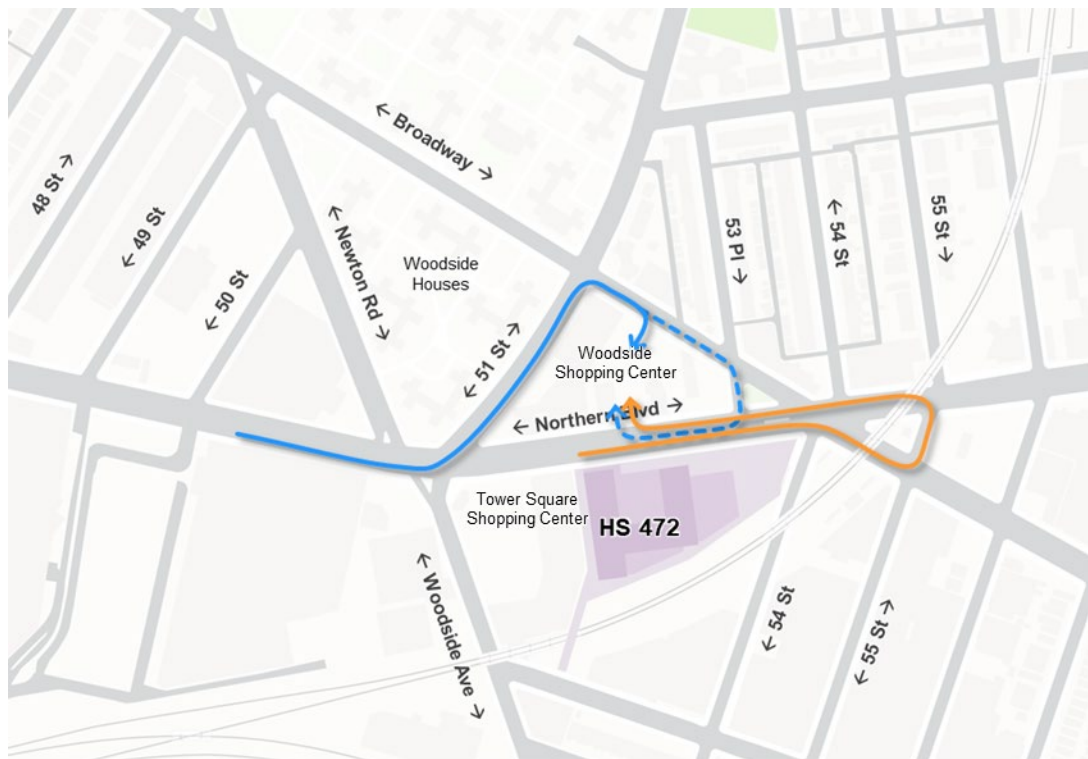 ← Broadway →
48 St →
← 49 St
← 50 St
← Newton Rd →
Woodside
Houses
← 51 St →
53 Pl →
← 54 St
55 St →
Woodside
Shopping Center
← Northern Blvd →
Tower Square
Shopping Center
HS 472
← Woodside Ave →
← 54 St
← 55 St →